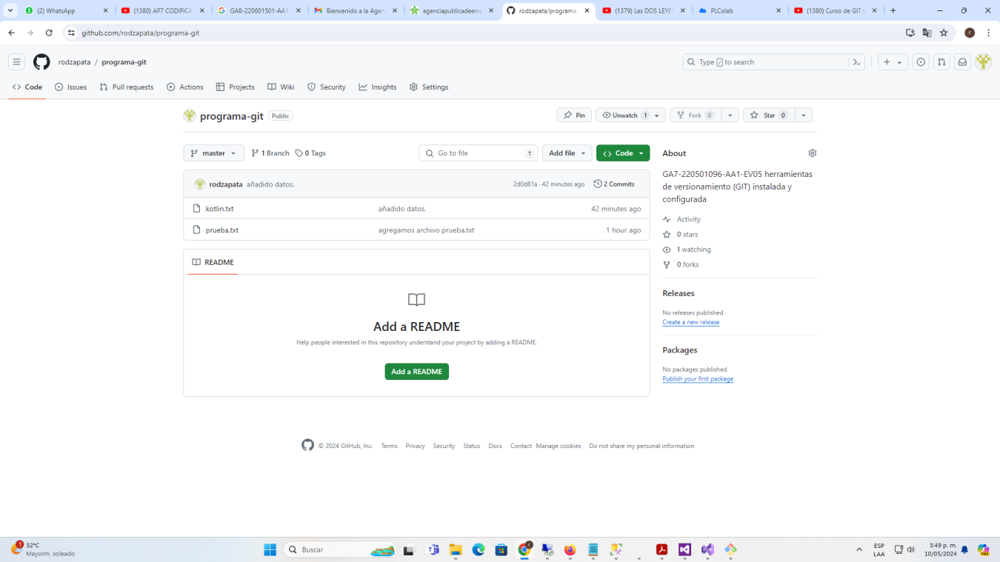 (2) WhatsApp
(1380) AP7 CODIFICA
GA8-220601501-AA1
Bienvenido a la Agen
agenciapublicadeemp
rodzapata/programa-
(1379) Las DOS LEYES
PLColab
(1380) Curso de GIT y
github.com/rodzapata/programa-git
r
rodzapata / programa-git
Type / to search
Code
Issues
Pull requests
Actions
Projects
Wiki
Security
Insights
Settings
programa-git Public
Pin
Unwatch 1
Fork 0
Star 0
master
1 Branch
0 Tags
Go to file t
Add file
Code
rodzapata añadido datos. 2d0d81a · 42 minutes ago 2 Commits
kotlin.txt añadido datos. 42 minutes ago
prueba.txt agregamos archivo prueba.txt 1 hour ago
README
Add a README
Help people interested in this repository understand your project by adding a README.
Add a README
About
GA7-220501096-AA1-EV05 herramientas
de versionamiento (GIT) instalada y
configurada
Activity
0 stars
1 watching
0 forks
Releases
No releases published
Create a new release
Packages
No packages published
Publish your first package
© 2024 GitHub, Inc. Terms Privacy Security Status Docs Contact Manage cookies Do not share my personal information
1
32°C
Mayorm. soleado
Buscar
ESP
LAA
3:49 p. m.
10/05/2024